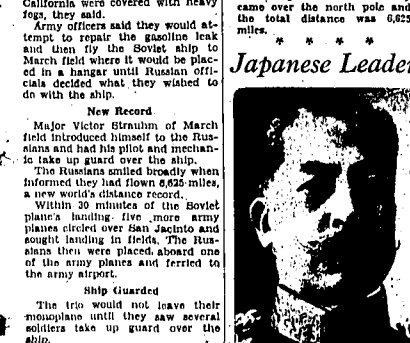 California were covered with heavy
fogs, they said.
Army officers said they would at-
tempt to repair the gasoline leak
and then fly the Soviet ship to
March field where it would be plac-
ed in a hangar until Russian offi-
cials decided what they wished to
do with the ship.
New Record
Major Victor Strauhm of March
field introduced himself to the Rus-
sians and had his pilot and mechan-
ic take up guard over the ship.
The Russians smiled broadly when
informed they had flown 6,625 miles,
a new world's distance record.
Within 30 minutes of the Soviet
plane's landing five more army
planes circled over San Jacinto and
sought landing in fields. The Rus-
sians then were placed aboard one
of the army planes and ferried to
the army airport.
Ship Guarded
The trio would not leave their
monoplane until they saw several
soldiers take up guard over the
ship.
came over the north pole and
the total distance was 6,625
miles.
* * * *
Japanese Leader